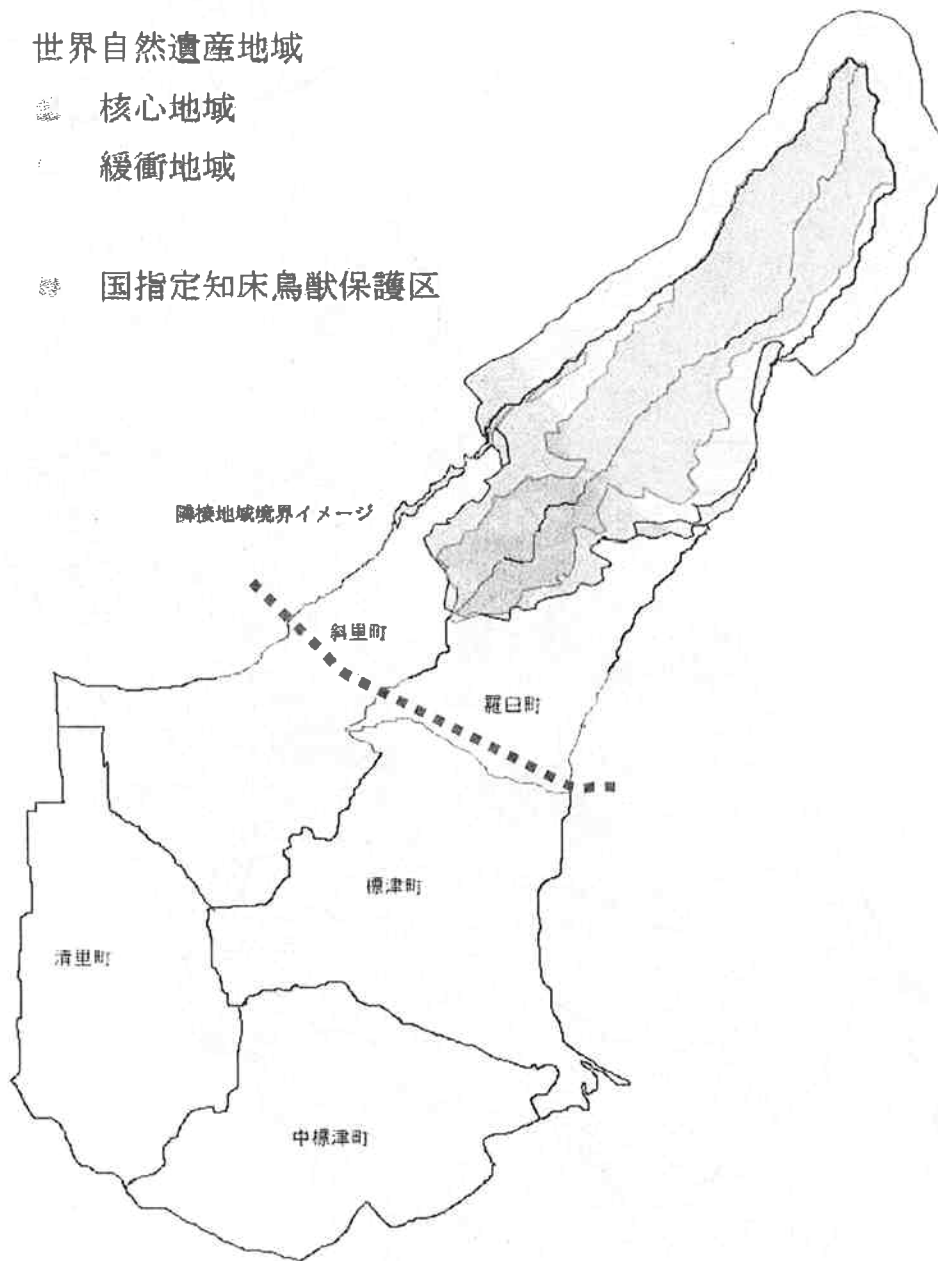 世界自然遺産地域
核心地域
緩衝地域
国指定知床鳥獣保護区
隣接地域境界イメージ
斜里町
羅臼町
標津町
清里町
中標津町